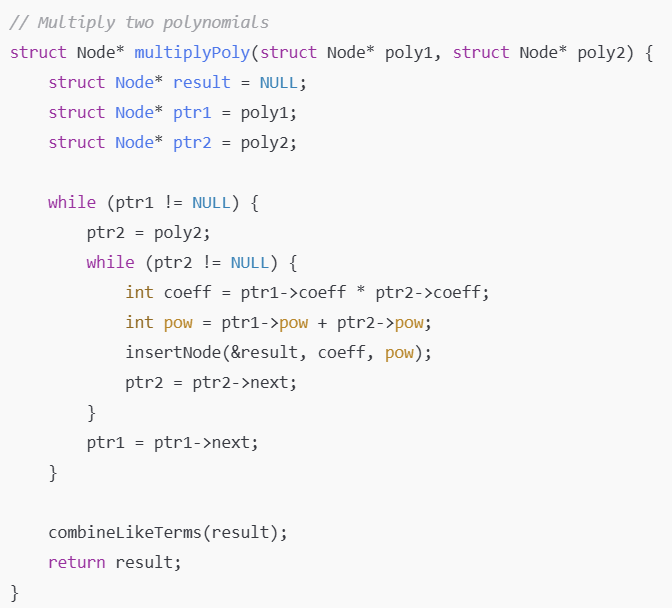 // Multiply two polynomials
struct Node* multiplyPoly(struct Node* poly1, struct Node* poly2) {
    struct Node* result = NULL;
    struct Node* ptr1 = poly1;
    struct Node* ptr2 = poly2;

    while (ptr1 != NULL) {
        ptr2 = poly2;
        while (ptr2 != NULL) {
            int coeff = ptr1->coeff * ptr2->coeff;
            int pow = ptr1->pow + ptr2->pow;
            insertNode(&result, coeff, pow);
            ptr2 = ptr2->next;
        }
        ptr1 = ptr1->next;
    }

    combineLikeTerms(result);
    return result;
}